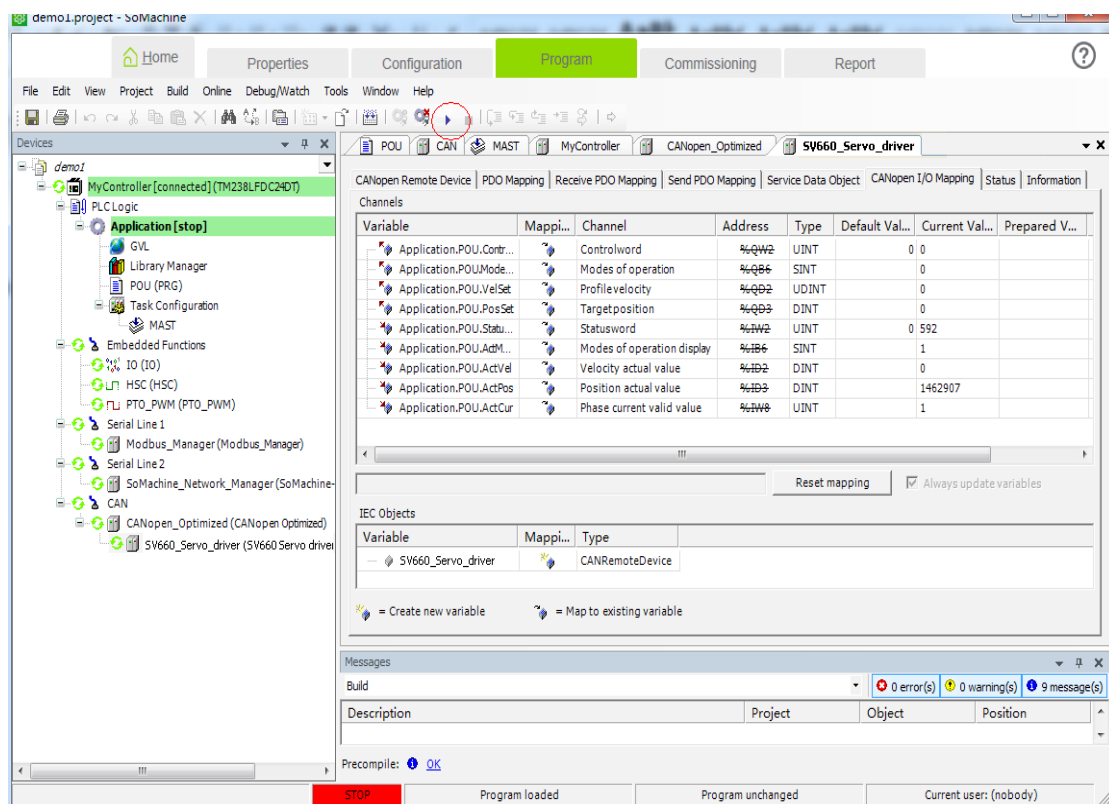 demo1.project - SoMachine
Home Properties Configuration Program Commissioning Report
File Edit View Project Build Online Debug/Watch Tools Window Help
Devices
demo1
MyController [connected] (TM238LFDC24DT)
PLC Logic
Application [stop]
GVL
Library Manager
POU (PRG)
Task Configuration
MAST
Embedded Functions
IO (IO)
HSC (HSC)
PTO_PWM (PTO_PWM)
Serial Line 1
Modbus_Manager (Modbus_Manager)
Serial Line 2
SoMachine_Network_Manager (SoMachine-
CAN
CANopen_Optimized (CANopen Optimized)
SV660_Servo_driver (SV660 Servo driver
POU CAN MAST MyController CANopen_Optimized SV660_Servo_driver
CANopen Remote Device PDO Mapping Receive PDO Mapping Send PDO Mapping Service Data Object CANopen I/O Mapping Status Information
Channels
Variable Mappi... Channel Address Type Default Val... Current Val... Prepared V...
Application.POU.Contr... Controlword %QW2 UINT 0 0
Application.POU.Mode... Modes of operation %QB6 SINT 0
Application.POU.VelSet Profilevelocity %QD2 UDINT 0
Application.POU.PosSet Targetposition %QD3 DINT 0
Application.POU.Statu... Statusword %IW2 UINT 0 592
Application.POU.ActM... Modes of operation display %IB6 SINT 1
Application.POU.ActVel Velocity actual value %ID2 DINT 0
Application.POU.ActPos Position actual value %ID3 DINT 1462907
Application.POU.ActCur Phase current valid value %IW8 UINT 1
Reset mapping Always update variables
IEC Objects
Variable Mappi... Type
SV660_Servo_driver CANRemoteDevice
= Create new variable = Map to existing variable
Messages
Build 0 error(s) 0 warning(s) 9 message(s)
Description Project Object Position
Precompile: OK
STOP Program loaded Program unchanged Current user: (nobody)